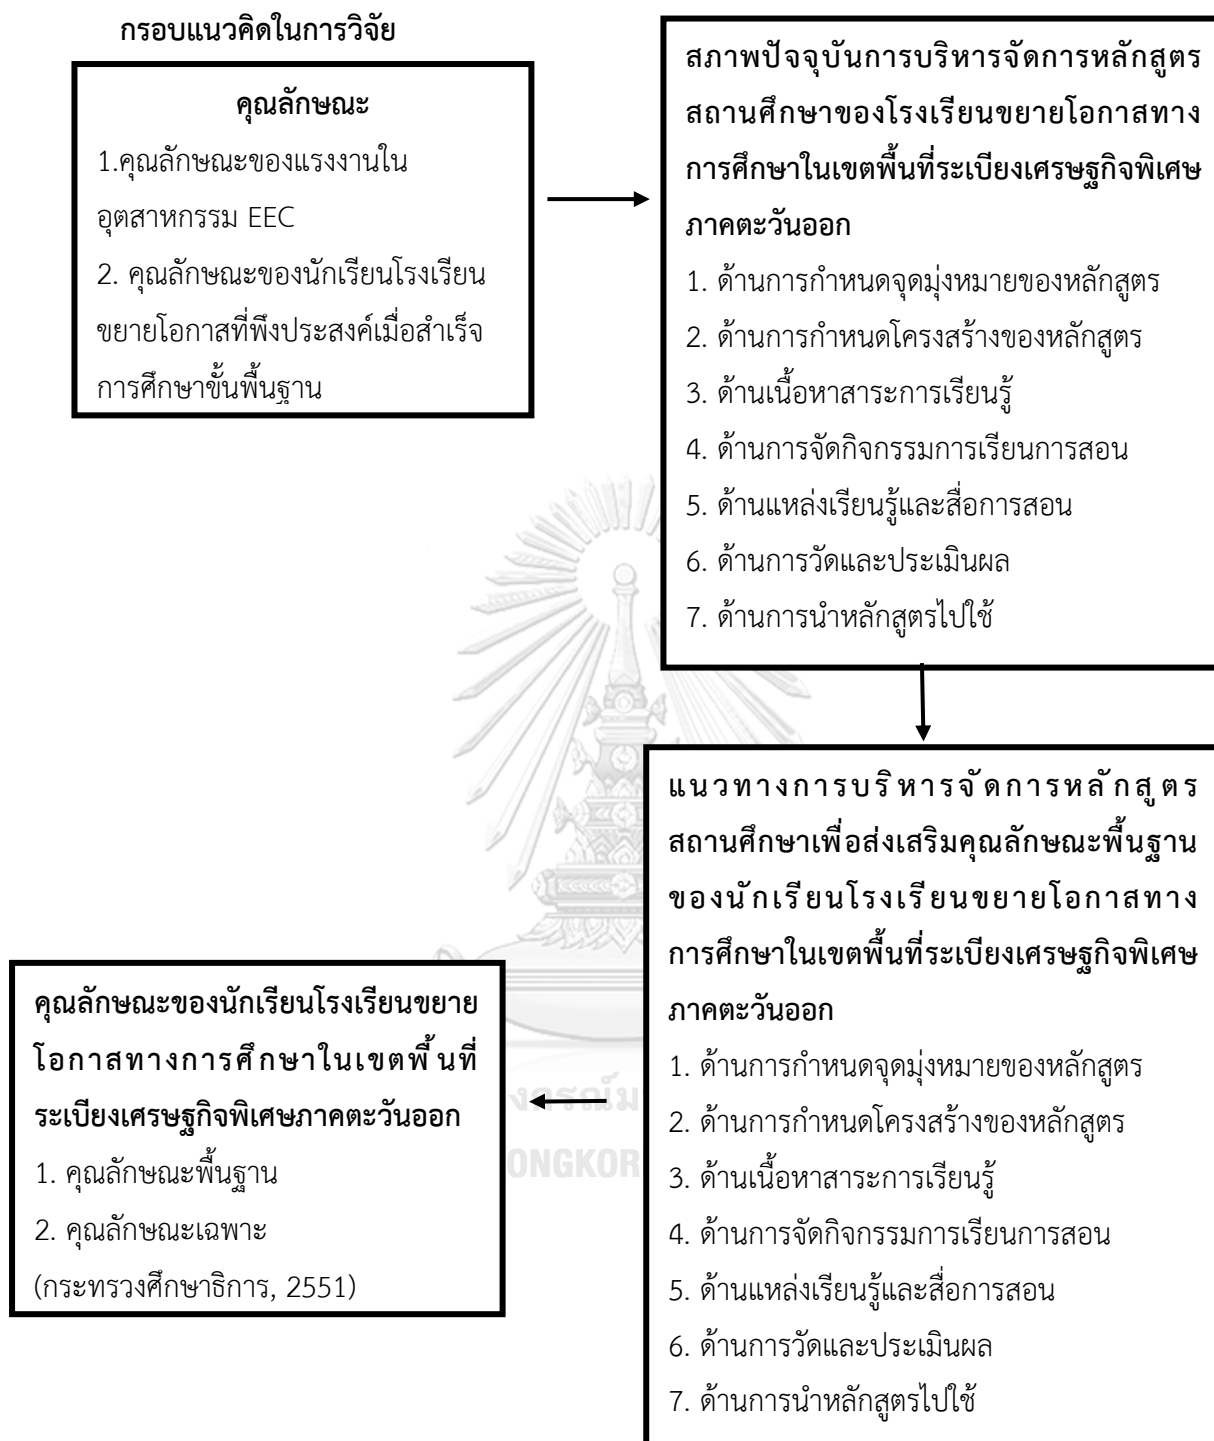 กรอบแนวคิดในการวิจัย
คุณลักษณะ
1.คุณลักษณะของแรงงานใน
อุตสาหกรรม EEC
2. คุณลักษณะของนักเรียนโรงเรียน
ขยายโอกาสที่พึงประสงค์เมื่อสำเร็จ
การศึกษาขั้นพื้นฐาน
สภาพปัจจุบันการบริหารจัดการหลักสูตร
สถานศึกษาของโรงเรียนขยายโอกาสทาง
การศึกษาในเขตพื้นที่ระเบียงเศรษฐกิจพิเศษ
ภาคตะวันออก
1. ด้านการกำหนดจุดมุ่งหมายของหลักสูตร
2. ด้านการกำหนดโครงสร้างของหลักสูตร
3. ด้านเนื้อหาสาระการเรียนรู้
4. ด้านการจัดกิจกรรมการเรียนการสอน
5. ด้านแหล่งเรียนรู้และสื่อการสอน
6. ด้านการวัดและประเมินผล
7. ด้านการนำหลักสูตรไปใช้
แนวทางการบริหารจัดการหลักสูตร
สถานศึกษาเพื่อส่งเสริมคุณลักษณะพื้นฐาน
ของนักเรียนโรงเรียนขยายโอกาสทาง
การศึกษาในเขตพื้นที่ระเบียงเศรษฐกิจพิเศษ
ภาคตะวันออก
1. ด้านการกำหนดจุดมุ่งหมายของหลักสูตร
2. ด้านการกำหนดโครงสร้างของหลักสูตร
3. ด้านเนื้อหาสาระการเรียนรู้
4. ด้านการจัดกิจกรรมการเรียนการสอน
5. ด้านแหล่งเรียนรู้และสื่อการสอน
6. ด้านการวัดและประเมินผล
7. ด้านการนำหลักสูตรไปใช้
คุณลักษณะของนักเรียนโรงเรียนขยาย
โอกาสทางการศึกษาในเขตพื้นที่
ระเบียงเศรษฐกิจพิเศษภาคตะวันออก
1. คุณลักษณะพื้นฐาน
2. คุณลักษณะเฉพาะ
(กระทรวงศึกษาธิการ, 2551)